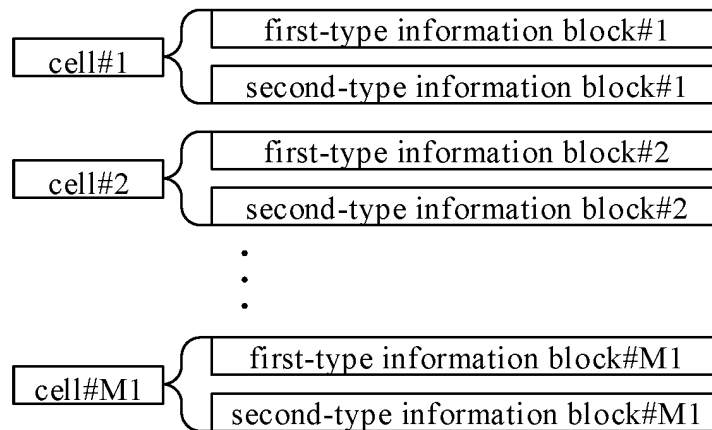 first-type information block#1
cell#1
second-type information block#1
first-type information block#2
cell#2
second-type information block#2
first-type information block#M1
cell#M1
second-type information block#M1